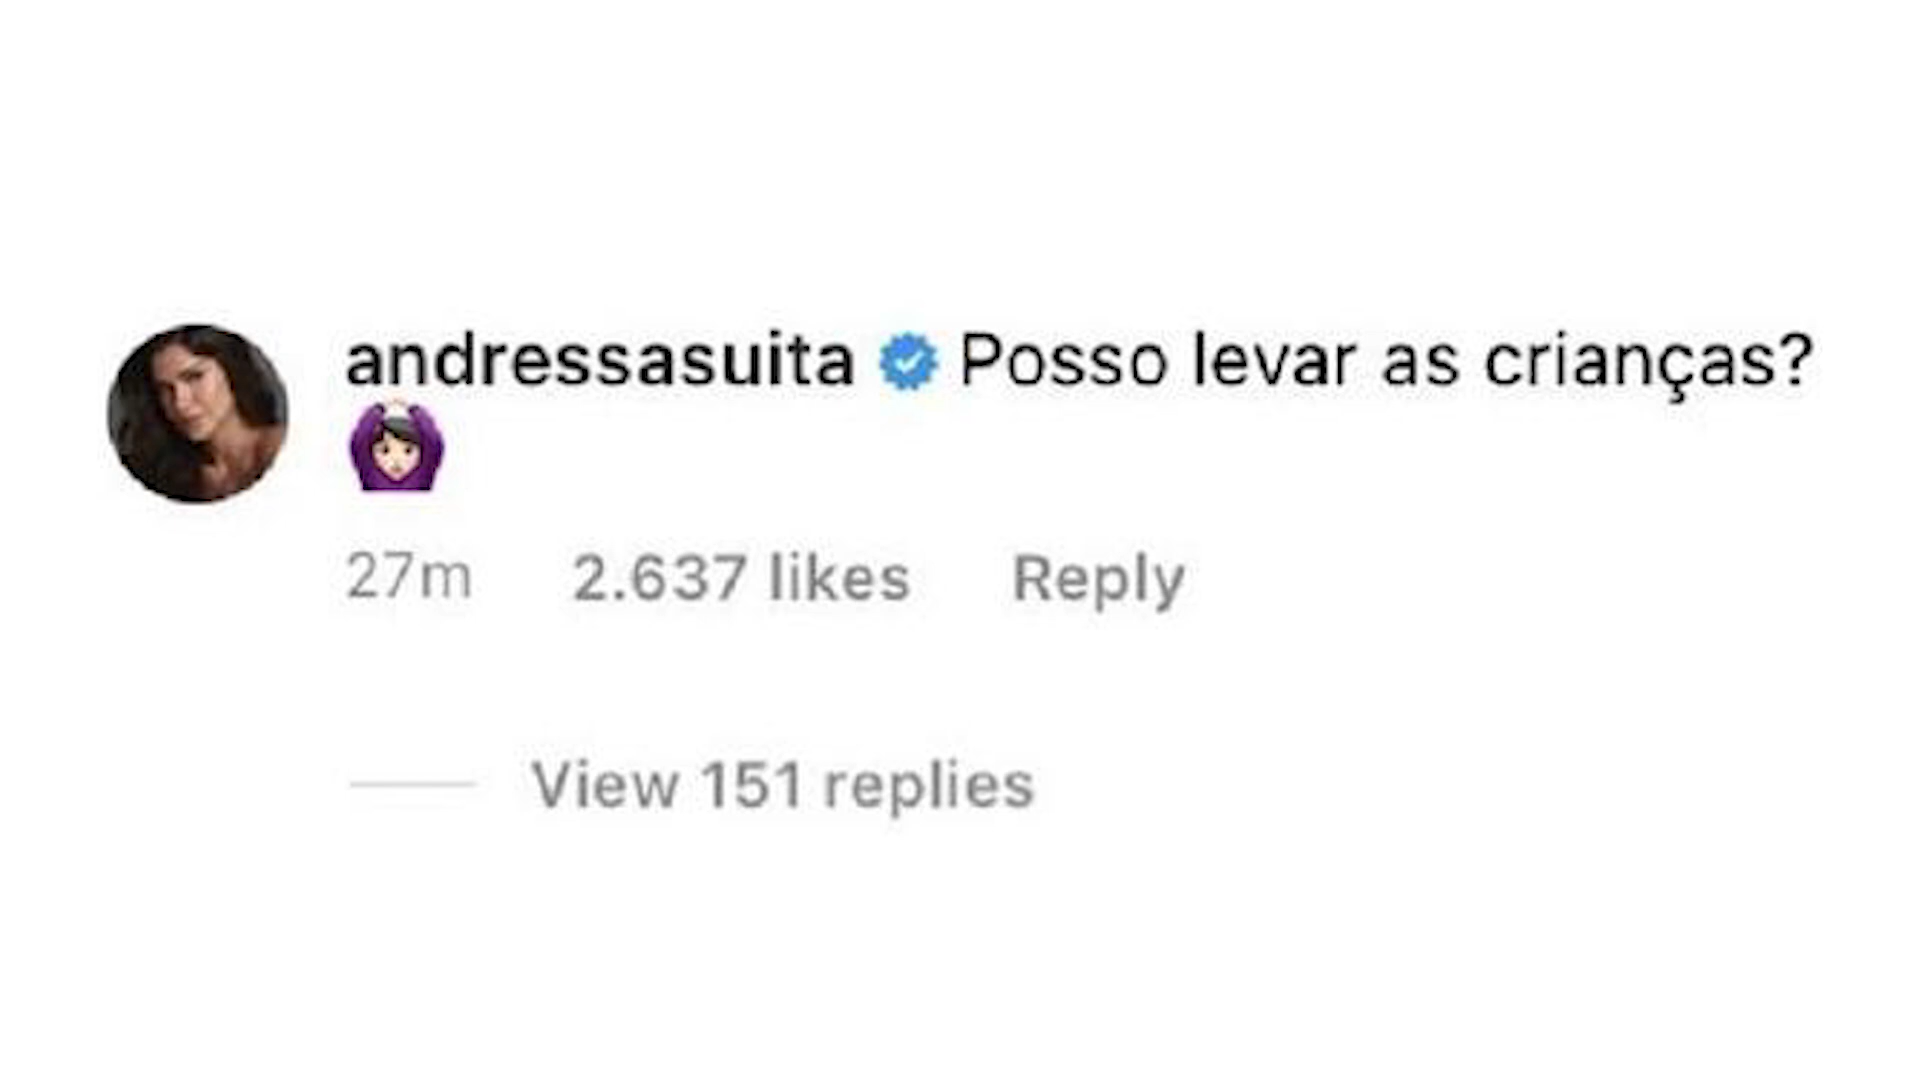 andressasuita Posso levar as crianças?
🙆🏻‍♀️
27m 2.637 likes Reply
View 151 replies